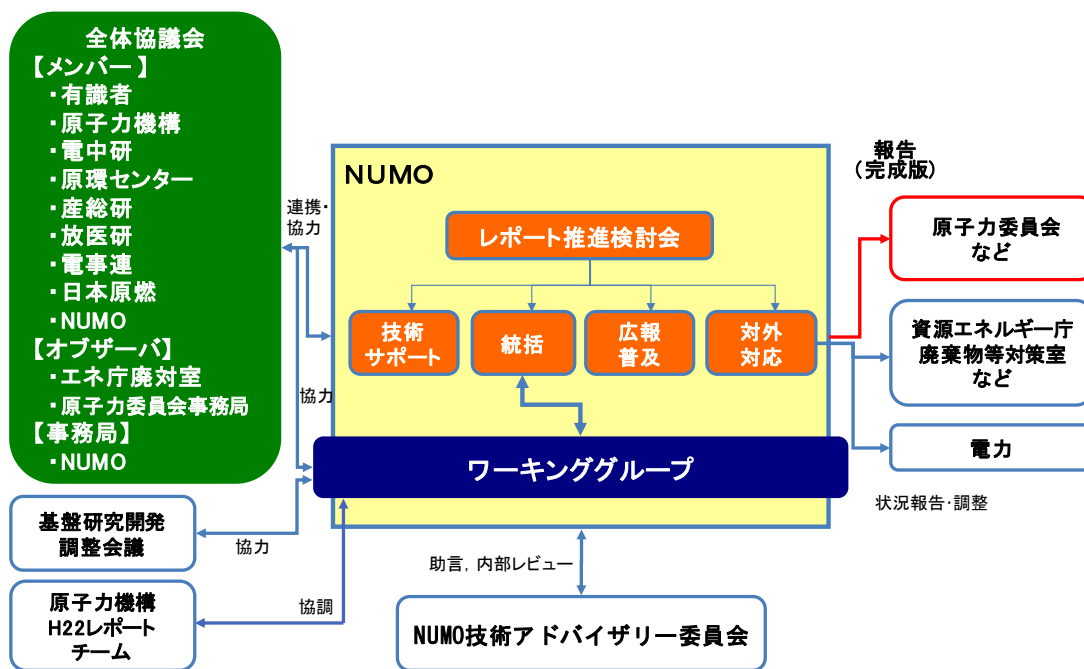 全体協議会
【メンバー】
・有識者
・原子力機構
・電中研
・原環センター
・産総研
・放医研
・電事連
・日本原燃
・NUMO
【オブザーバ】
・エネ庁廃対室
・原子力委員会事務局
【事務局】
・NUMO
基盤研究開発
調整会議
原子力機構
H22レポート
チーム
連携・
協力
協力
協力
協調
NUMO
レポート推進検討会
技術
サポート
統括
広報
普及
対外
対応
ワーキンググループ
助言，内部レビュー
NUMO技術アドバイザリー委員会
報告
（完成版）
原子力委員会
など
資源エネルギー庁
廃棄物等対策室
など
電力
状況報告・調整